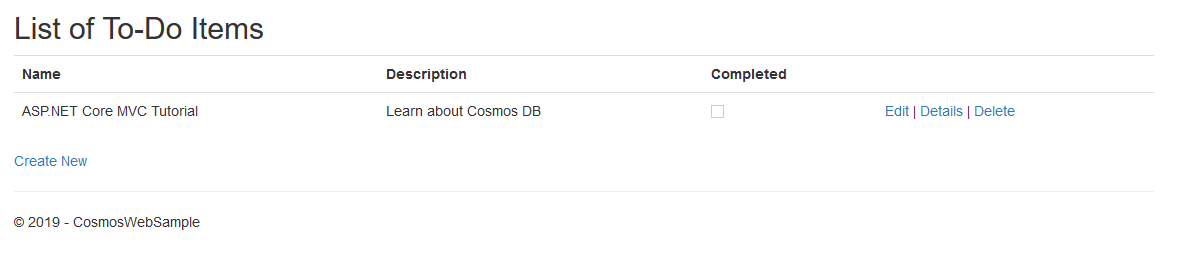 List of To-Do Items
Name Description Completed
ASP.NET Core MVC Tutorial Learn about Cosmos DB Edit | Details | Delete
Create New
© 2019 - CosmosWebSample